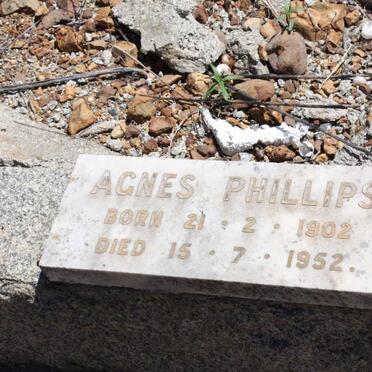 AGNES PHILLIPS
BORN 21 · 2 · 1902
DIED 15 · 7 · 1952.